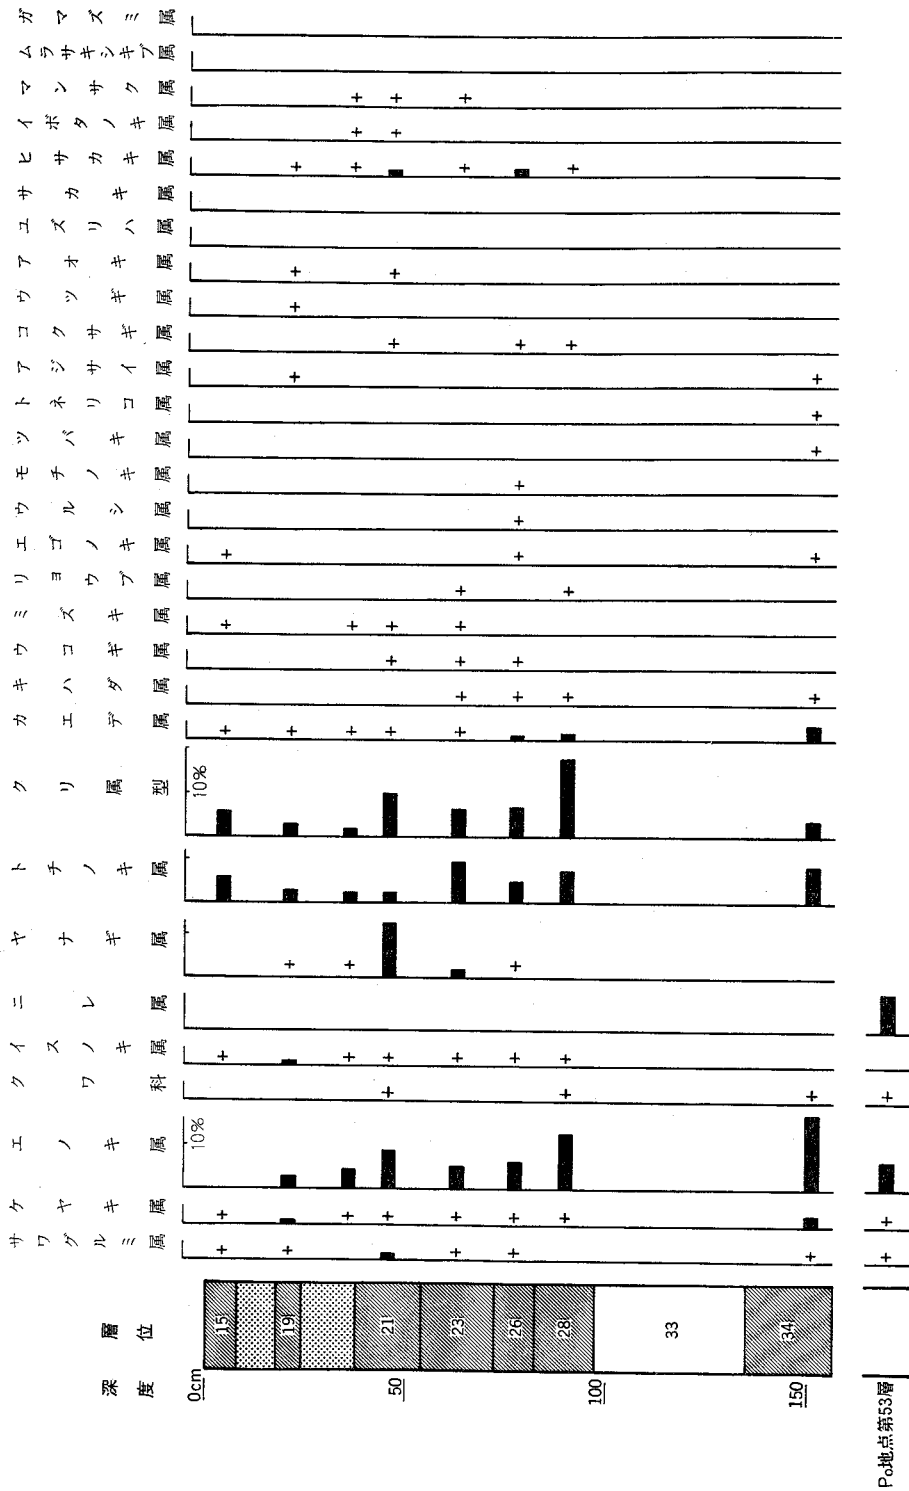 ガマズミ属
ムラサキシキブ属
マンサク属
イボタノキ属
ヒサカキ属
サカキ属
ユズリハ属
アオキ属
ウツギ属
コクサギ属
アジサイ属
トネリコ属
ツバキ属
モチノキ属
ウルシ属
エゴノキ属
リョウブ属
ミズキ属
ウコギ属
キハダ属
カエデ属
クリ属型
10%
トチノキ属
ヤナギ属
ニレ属
イスノキ属
クワ科
エノキ属
10%
ケヤキ属
サワグルミ属
層位
15
19
21
23
26
28
33
34
深度
0cm
50
100
150
Po地点第53層